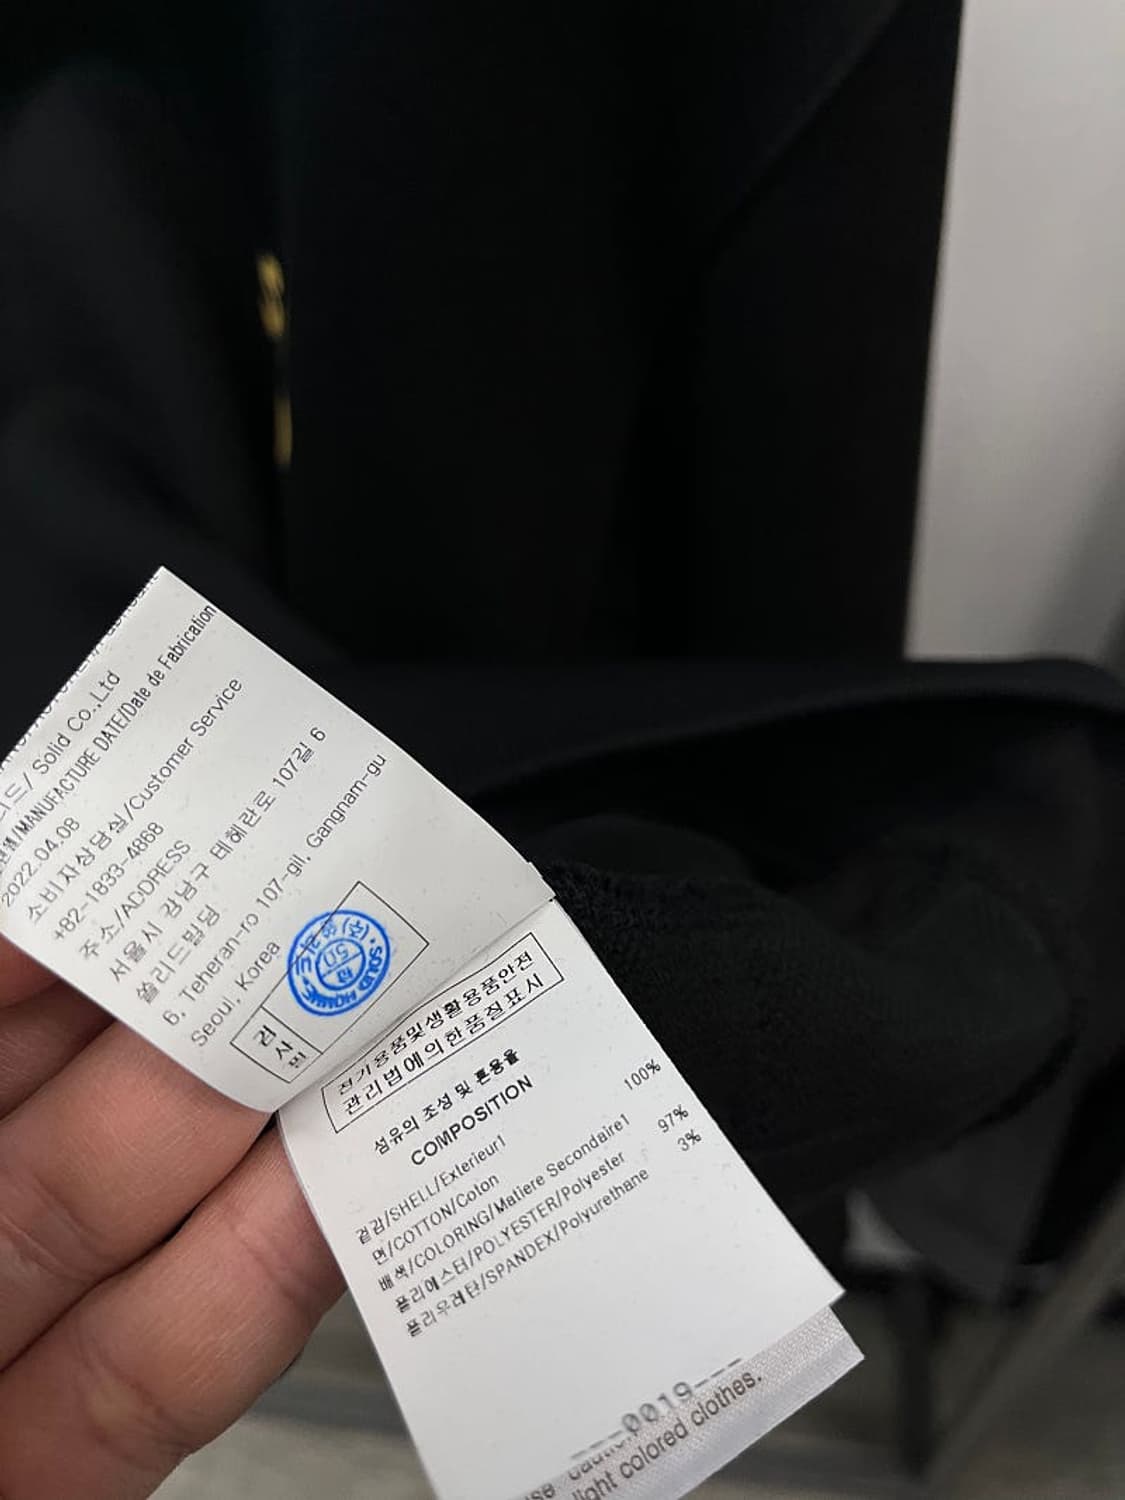 Solid Co.,Ltd
MANUFACTURE DATE/Date de Fabrication
2022.04.08
소비자상담실/Customer Service
+82-1833-4868
주소/ADDRESS
서울시 강남구 테헤란로 107길 6
쏠리드빌딩
6, Teheran-ro 107-gil, Gangnam-gu
Seoul, Korea
검사필
SOLID HOMME
전기용품및생활용품안전
관리법에의한품질표시
섬유의 조성 및 혼용율
COMPOSITION
겉감/SHELL/Exterieur1
면/COTTON/Coton 100%
배색/COLORING/Matiere Secondaire1
폴리에스터/POLYESTER/Polyester 97%
폴리우레탄/SPANDEX/Polyurethane 3%
---0019---
light colored clothes.